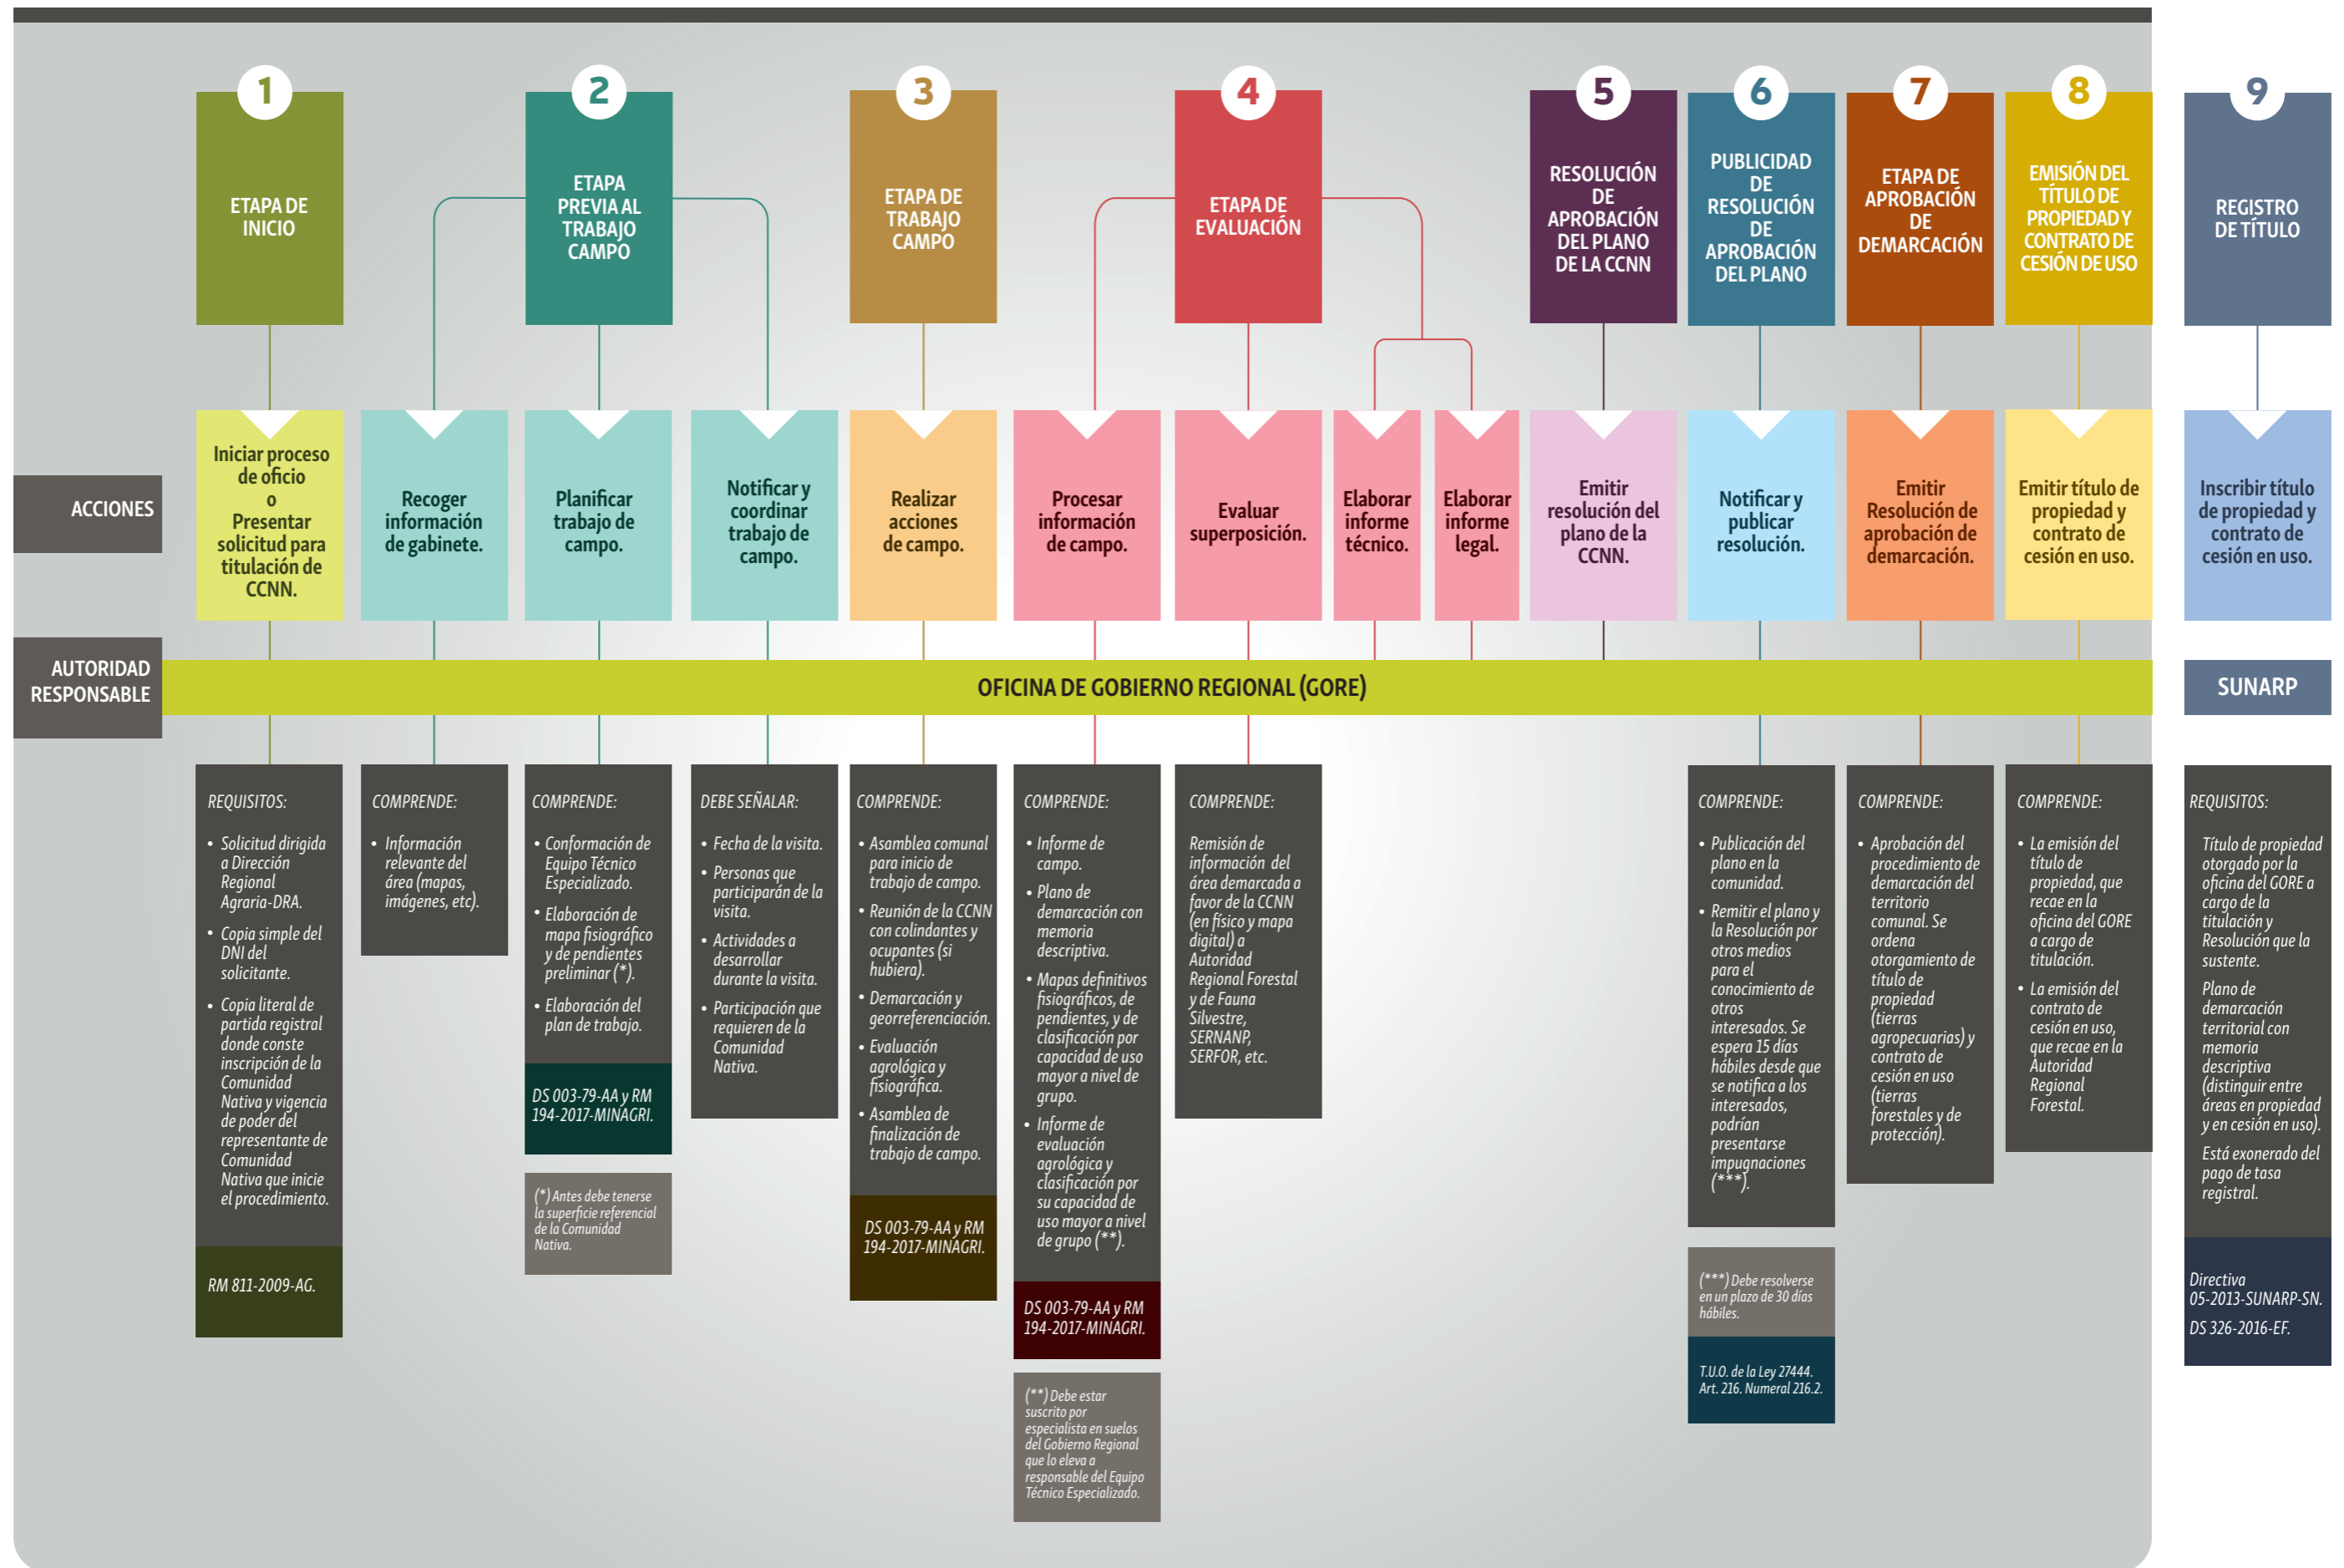 1
ETAPA DE
INICIO
2
ETAPA
PREVIA AL
TRABAJO
CAMPO
3
ETAPA DE
TRABAJO
CAMPO
4
ETAPA DE
EVALUACIÓN
5
RESOLUCIÓN
DE
APROBACIÓN
DEL PLANO
DE LA CCNN
6
PUBLICIDAD
DE
RESOLUCIÓN
DE
APROBACIÓN
DEL PLANO
7
ETAPA DE
APROBACIÓN
DE
DEMARCACIÓN
8
EMISIÓN DEL
TÍTULO DE
PROPIEDAD Y
CONTRATO DE
CESIÓN DE USO
9
REGISTRO
DE TÍTULO
ACCIONES
Iniciar proceso
de oficio
o
Presentar
solicitud para
titulación de
CCNN.
Recoger
información
de gabinete.
Planificar
trabajo de
campo.
Notificar y
coordinar
trabajo de
campo.
Realizar
acciones
de campo.
Procesar
información
de campo.
Evaluar
superposición.
Elaborar
informe
técnico.
Elaborar
informe
legal.
Emitir
resolución del
plano de la
CCNN.
Notificar y
publicar
resolución.
Emitir
Resolución de
aprobación de
demarcación.
Emitir título de
propiedad y
contrato de
cesión en uso.
Inscribir título
de propiedad y
contrato de
cesión en uso.
AUTORIDAD
RESPONSABLE
OFICINA DE GOBIERNO REGIONAL (GORE)
SUNARP
REQUISITOS:
• Solicitud dirigida
a Dirección
Regional
Agraria-DRA.
• Copia simple del
DNI del
solicitante.
• Copia literal de
partida registral
donde conste
inscripción de la
Comunidad
Nativa y vigencia
de poder del
representante de
Comunidad
Nativa que inicie
el procedimiento.
RM 811-2009-AG.
COMPRENDE:
• Información
relevante del
área (mapas,
imágenes, etc).
COMPRENDE:
• Conformación de
Equipo Técnico
Especializado.
• Elaboración de
mapa fisiográfico
y de pendientes
preliminar (*).
• Elaboración del
plan de trabajo.
DS 003-79-AA y RM
194-2017-MINAGRI.
(*) Antes debe tenerse
la superficie referencial
de la Comunidad
Nativa.
DEBE SEÑALAR:
• Fecha de la visita.
• Personas que
participarán de la
visita.
• Actividades a
desarrollar
durante la visita.
• Participación que
requieren de la
Comunidad
Nativa.
COMPRENDE:
• Asamblea comunal
para inicio de
trabajo de campo.
• Reunión de la CCNN
con colindantes y
ocupantes (si
hubiera).
• Demarcación y
georreferenciación.
• Evaluación
agrológica y
fisiográfica.
• Asamblea de
finalización de
trabajo de campo.
DS 003-79-AA y RM
194-2017-MINAGRI.
COMPRENDE:
• Informe de
campo.
• Plano de
demarcación con
memoria
descriptiva.
• Mapas definitivos
fisiográficos, de
pendientes, y de
clasificación por
capacidad de uso
mayor a nivel de
grupo.
• Informe de
evaluación
agrológica y
clasificación por
su capacidad de
uso mayor a nivel
de grupo (**).
DS 003-79-AA y RM
194-2017-MINAGRI.
(**) Debe estar
suscrito por
especialista en suelos
del Gobierno Regional
que lo eleva a
responsable del Equipo
Técnico Especializado.
COMPRENDE:
Remisión de
información del
área demarcada a
favor de la CCNN
(en físico y mapa
digital) a
Autoridad
Regional Forestal
y de Fauna
Silvestre,
SERNANP,
SERFOR, etc.
COMPRENDE:
• Publicación del
plano en la
comunidad.
• Remitir el plano y
la Resolución por
otros medios
para el
conocimiento de
otros
interesados. Se
espera 15 días
hábiles desde que
se notifica a los
interesados,
podrían
presentarse
impugnaciones
(***).
(***) Debe resolverse
en un plazo de 30 días
hábiles.
T.U.O. de la Ley 27444.
Art. 216. Numeral 216.2.
COMPRENDE:
• Aprobación del
procedimiento de
demarcación del
territorio
comunal. Se
ordena
otorgamiento de
título de
propiedad
(tierras
agropecuarias) y
contrato de
cesión en uso
(tierras
forestales y de
protección).
COMPRENDE:
• La emisión del
título de
propiedad, que
recae en la
oficina del GORE
a cargo de
titulación.
• La emisión del
contrato de
cesión en uso,
que recae en la
Autoridad
Regional
Forestal.
REQUISITOS:
Título de propiedad
otorgado por la
oficina del GORE a
cargo de la
titulación y
Resolución que la
sustente.
Plano de
demarcación
territorial con
memoria
descriptiva
(distinguir entre
áreas en propiedad
y en cesión en uso).
Está exonerado del
pago de tasa
registral.
Directiva
05-2013-SUNARP-SN.
DS 326-2016-EF.